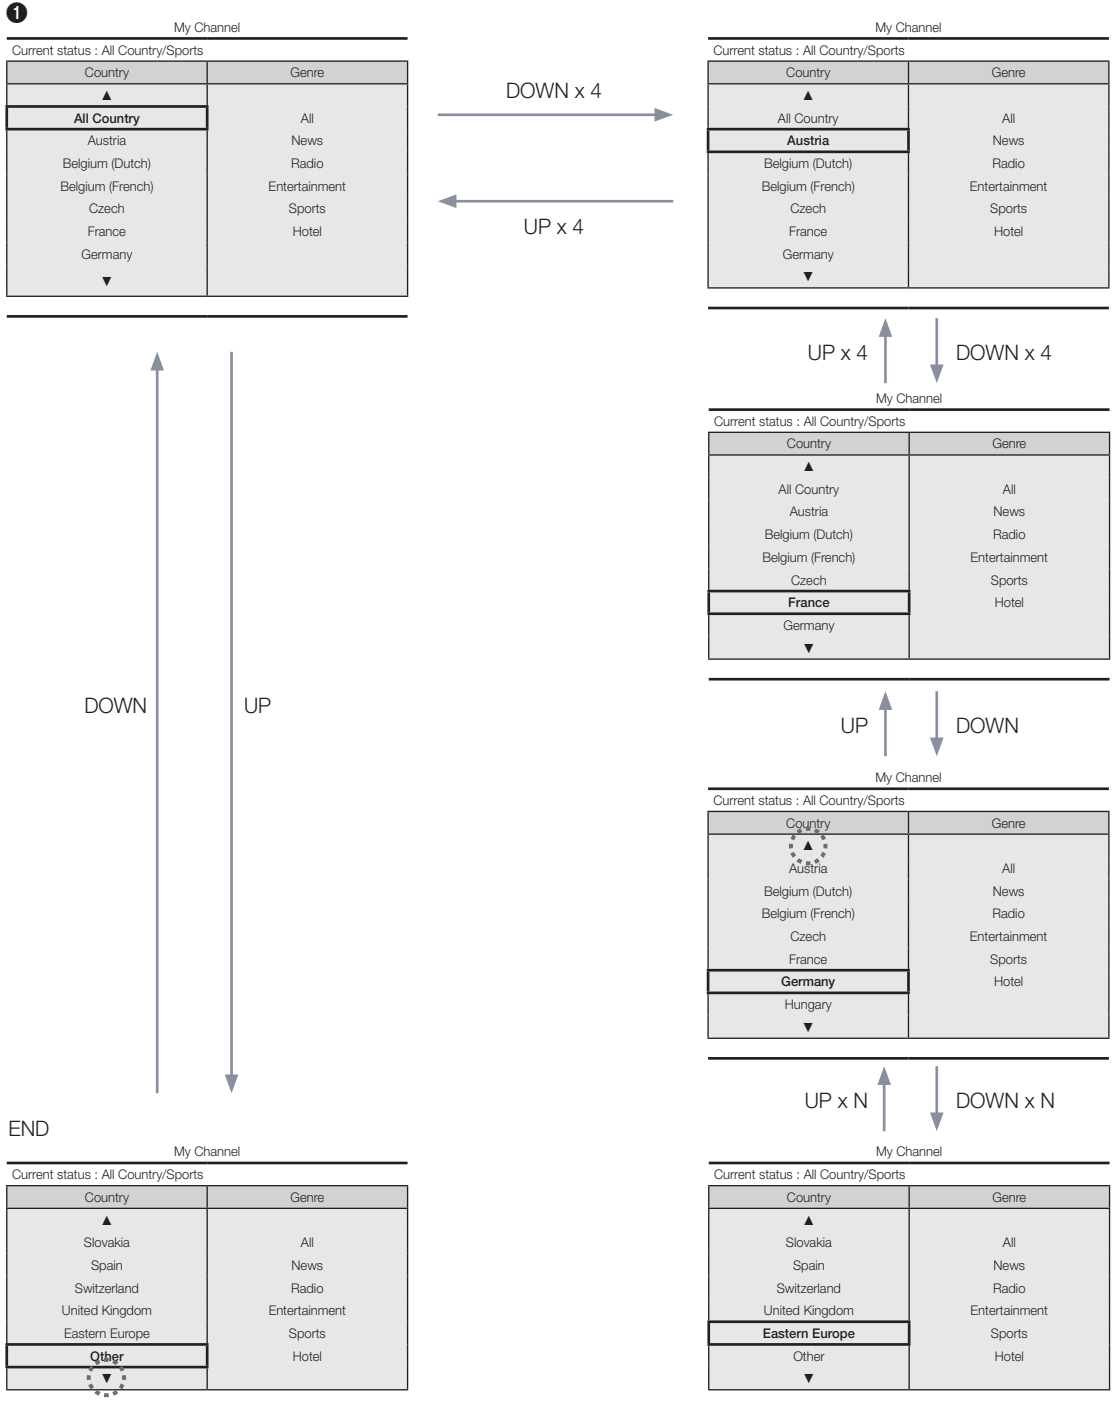 ❶
My Channel
Current status : All Country/Sports
Country Genre
▲
All Country All
Austria News
Belgium (Dutch) Radio
Belgium (French) Entertainment
Czech Sports
France Hotel
Germany
▼
DOWN x 4
UP x 4
My Channel
Current status : All Country/Sports
Country Genre
▲
All Country All
Austria News
Belgium (Dutch) Radio
Belgium (French) Entertainment
Czech Sports
France Hotel
Germany
▼
UP x 4 DOWN x 4
My Channel
Current status : All Country/Sports
Country Genre
▲
All Country All
Austria News
Belgium (Dutch) Radio
Belgium (French) Entertainment
Czech Sports
France Hotel
Germany
▼
DOWN UP
UP DOWN
My Channel
Current status : All Country/Sports
Country Genre
▲
Austria All
Belgium (Dutch) News
Belgium (French) Radio
Czech Entertainment
France Sports
Germany Hotel
Hungary
▼
UP x N DOWN x N
END
My Channel
Current status : All Country/Sports
Country Genre
▲
Slovakia All
Spain News
Switzerland Radio
United Kingdom Entertainment
Eastern Europe Sports
Other Hotel
▼
My Channel
Current status : All Country/Sports
Country Genre
▲
Slovakia All
Spain News
Switzerland Radio
United Kingdom Entertainment
Eastern Europe Sports
Other Hotel
▼